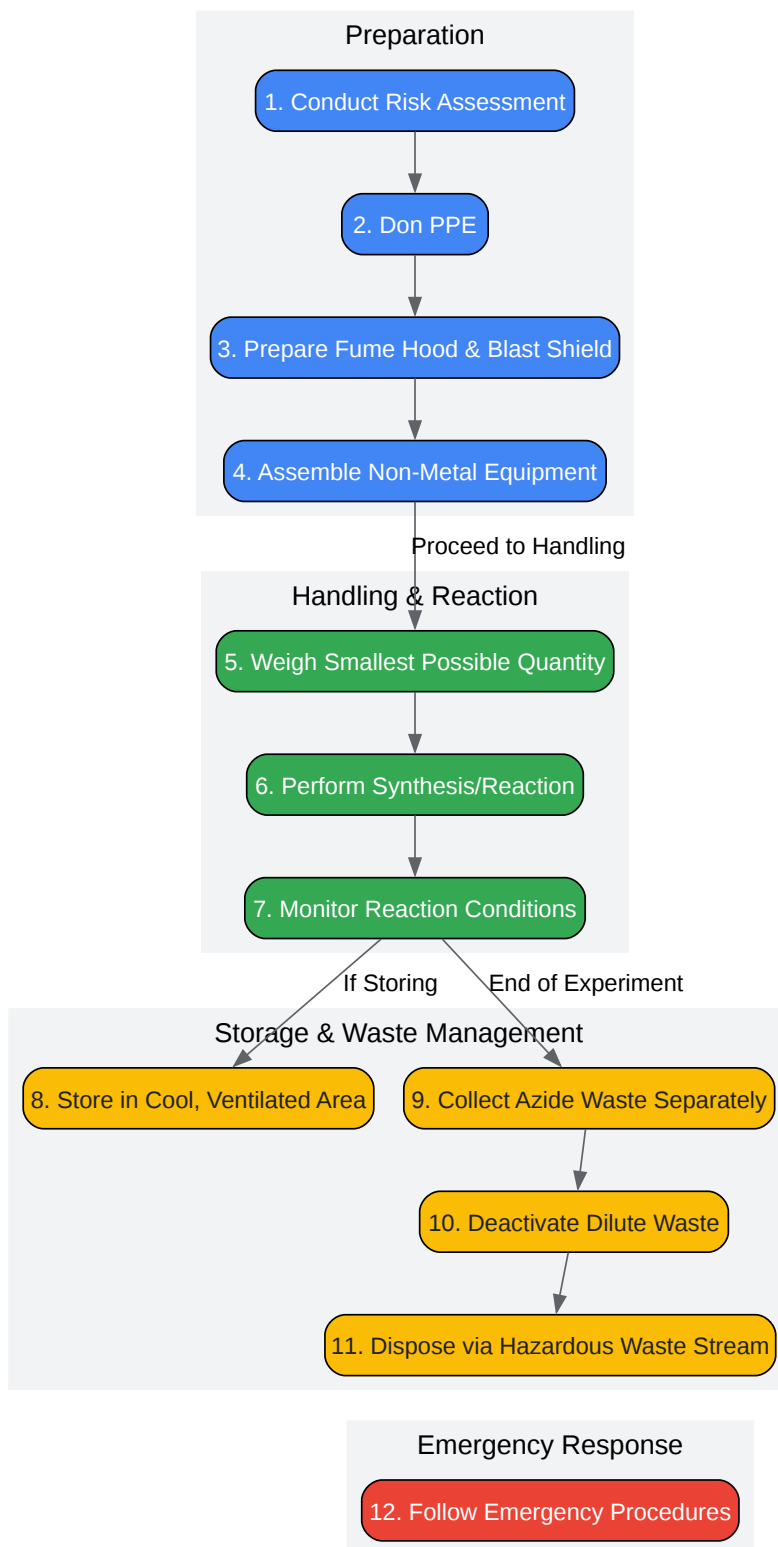 Preparation
1. Conduct Risk Assessment
2. Don PPE
3. Prepare Fume Hood & Blast Shield
4. Assemble Non-Metal Equipment
Proceed to Handling
Handling & Reaction
5. Weigh Smallest Possible Quantity
6. Perform Synthesis/Reaction
7. Monitor Reaction Conditions
If Storing
End of Experiment
Storage & Waste Management
8. Store in Cool, Ventilated Area
9. Collect Azide Waste Separately
10. Deactivate Dilute Waste
11. Dispose via Hazardous Waste Stream
Emergency Response
12. Follow Emergency Procedures